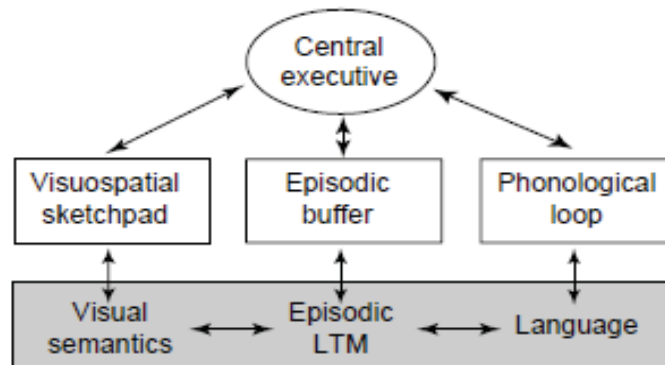 Central
executive
Visuospatial
sketchpad
Episodic
buffer
Phonological
loop
Visual
semantics
Episodic
LTM
Language